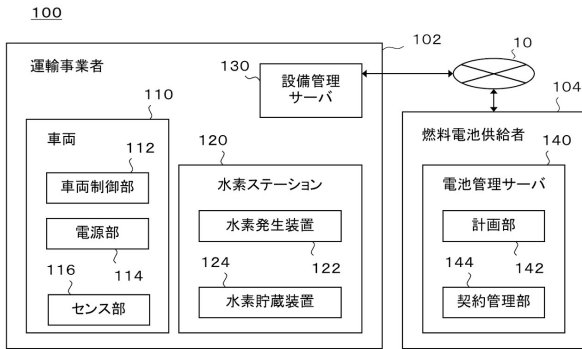 100
102
運輸事業者
130
設備管理
サーバ
10
104
110
車両
112
車両制御部
電源部
114
116
センス部
120
水素ステーション
水素発生装置
122
124
水素貯蔵装置
燃料電池供給者
140
電池管理サーバ
計画部
142
144
契約管理部